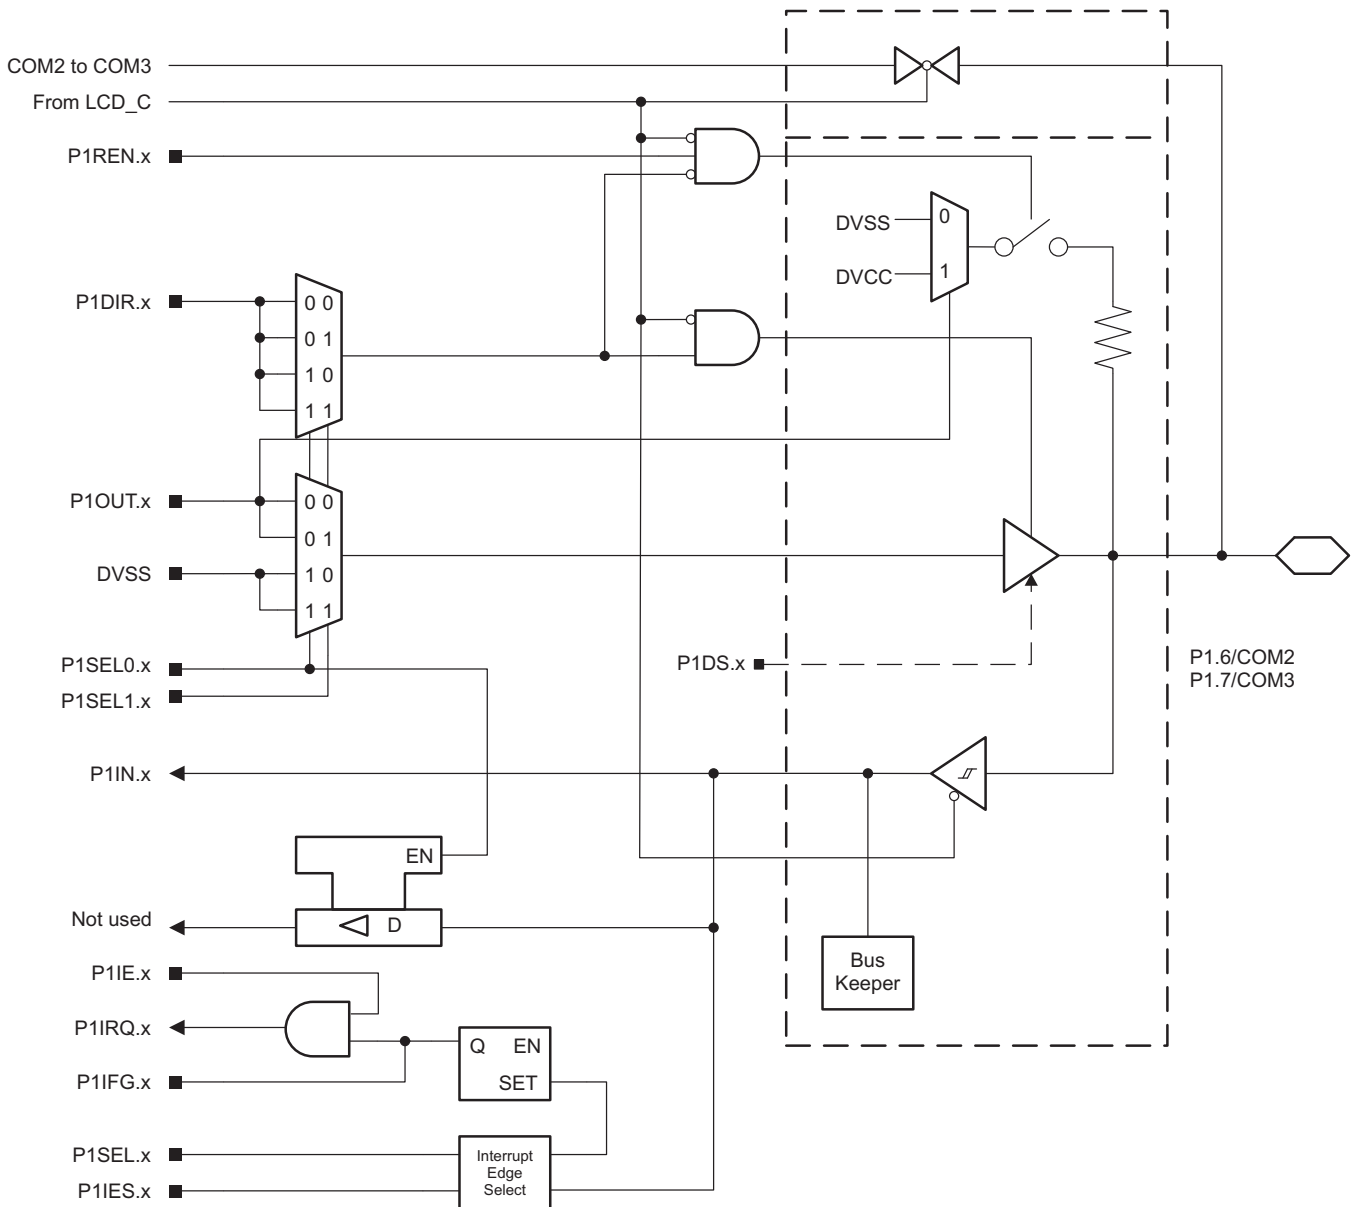 COM2 to COM3
From LCD_C
P1REN.x
DVSS
0
DVCC
1
P1DIR.x
0 0
0 1
1 0
1 1
P1OUT.x
0 0
0 1
DVSS
1 0
1 1
P1SEL0.x
P1DS.x
P1.6/COM2
P1.7/COM3
P1SEL1.x
P1IN.x
EN
Not used
D
Bus
Keeper
P1IE.x
P1IRQ.x
Q EN
SET
P1IFG.x
P1SEL.x
Interrupt
Edge
Select
P1IES.x